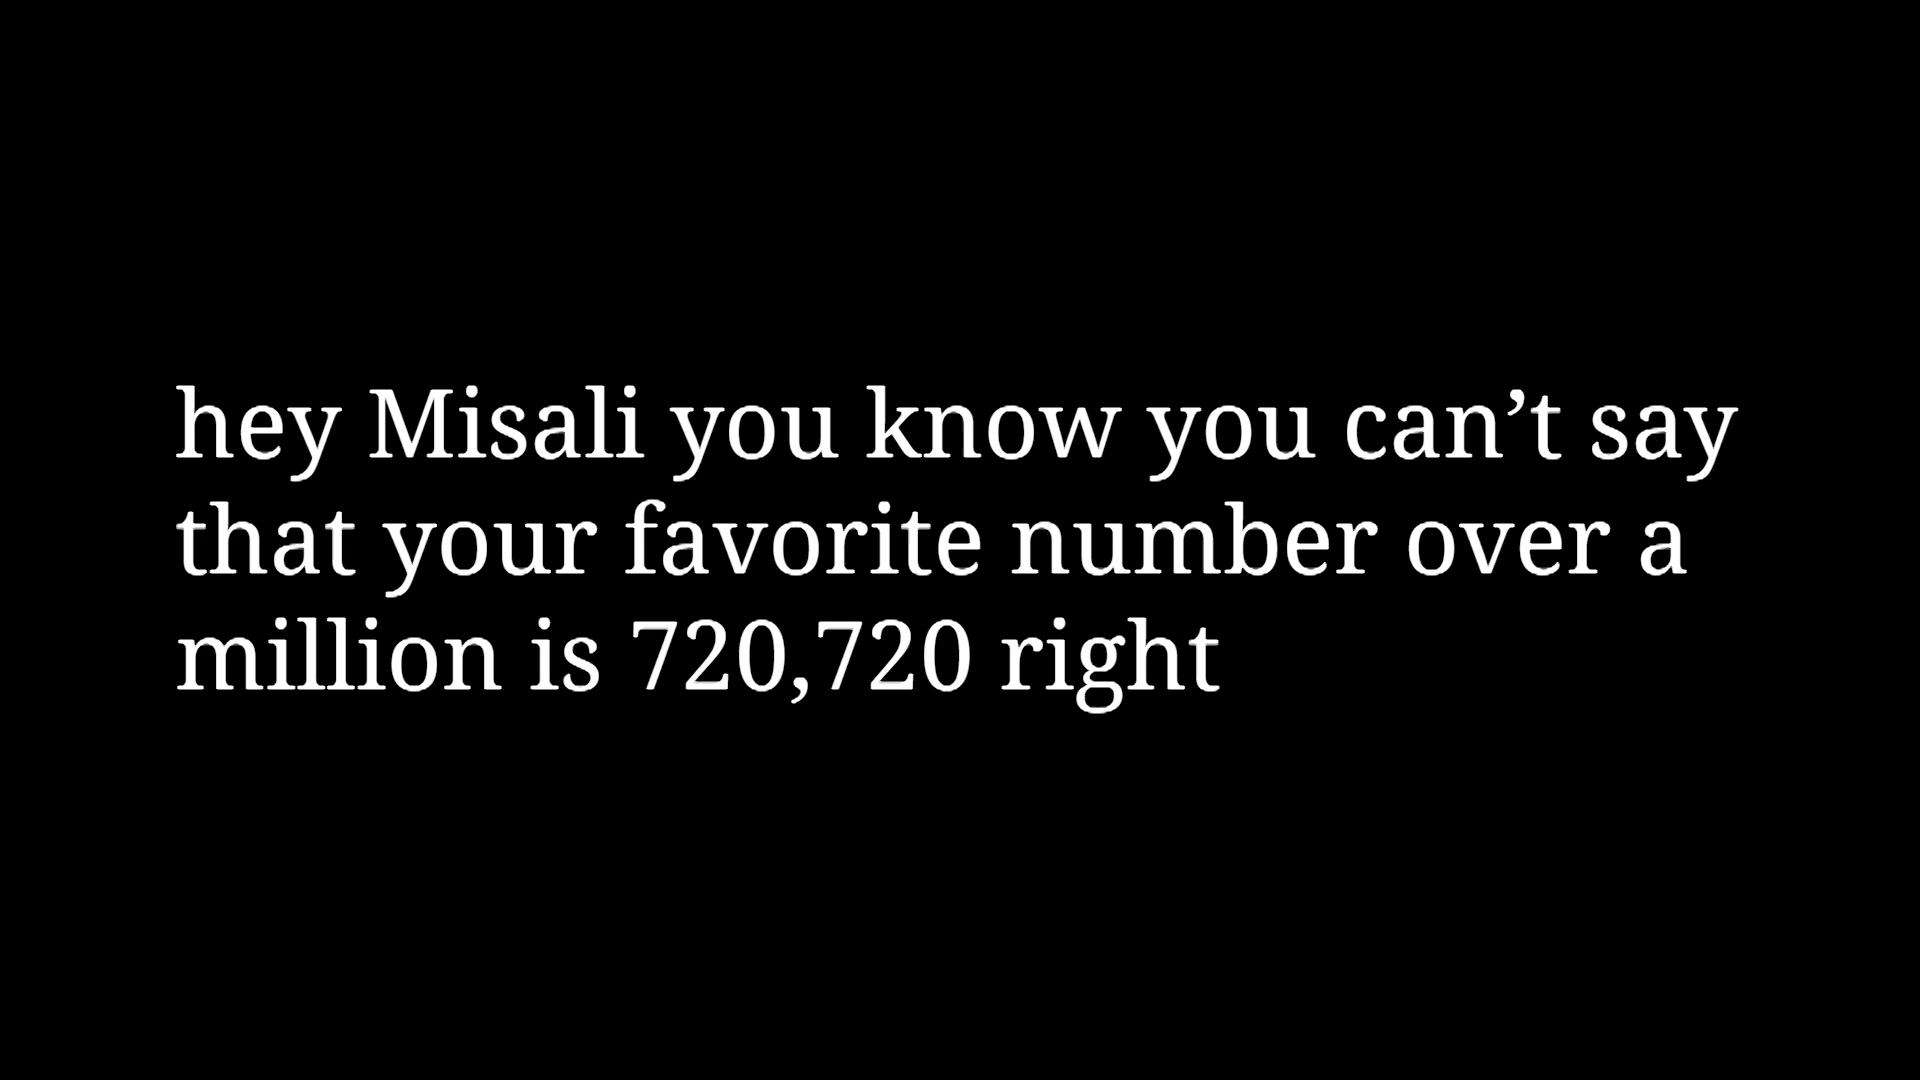 hey Misali you know you can’t say
that your favorite number over a
million is 720,720 right